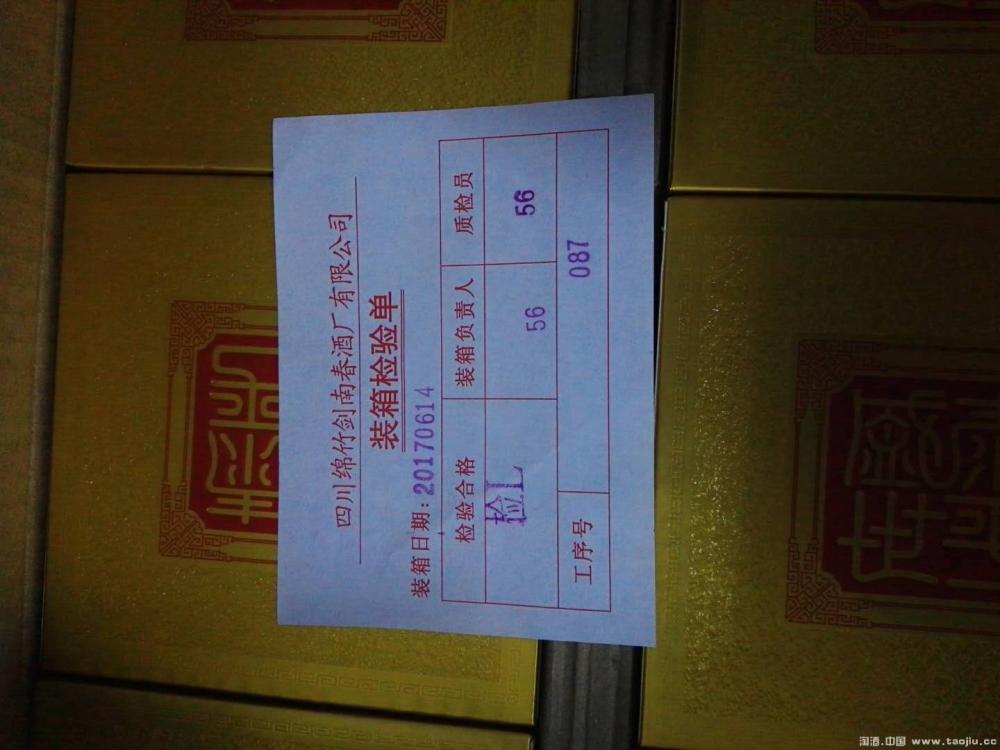 四川绵竹剑南春酒厂有限公司
装箱检验单
装箱日期: 20170614
检验合格 装箱负责人 质检员
检L 56 56
工序号 087
淘酒.中国 www.taojiu.cc